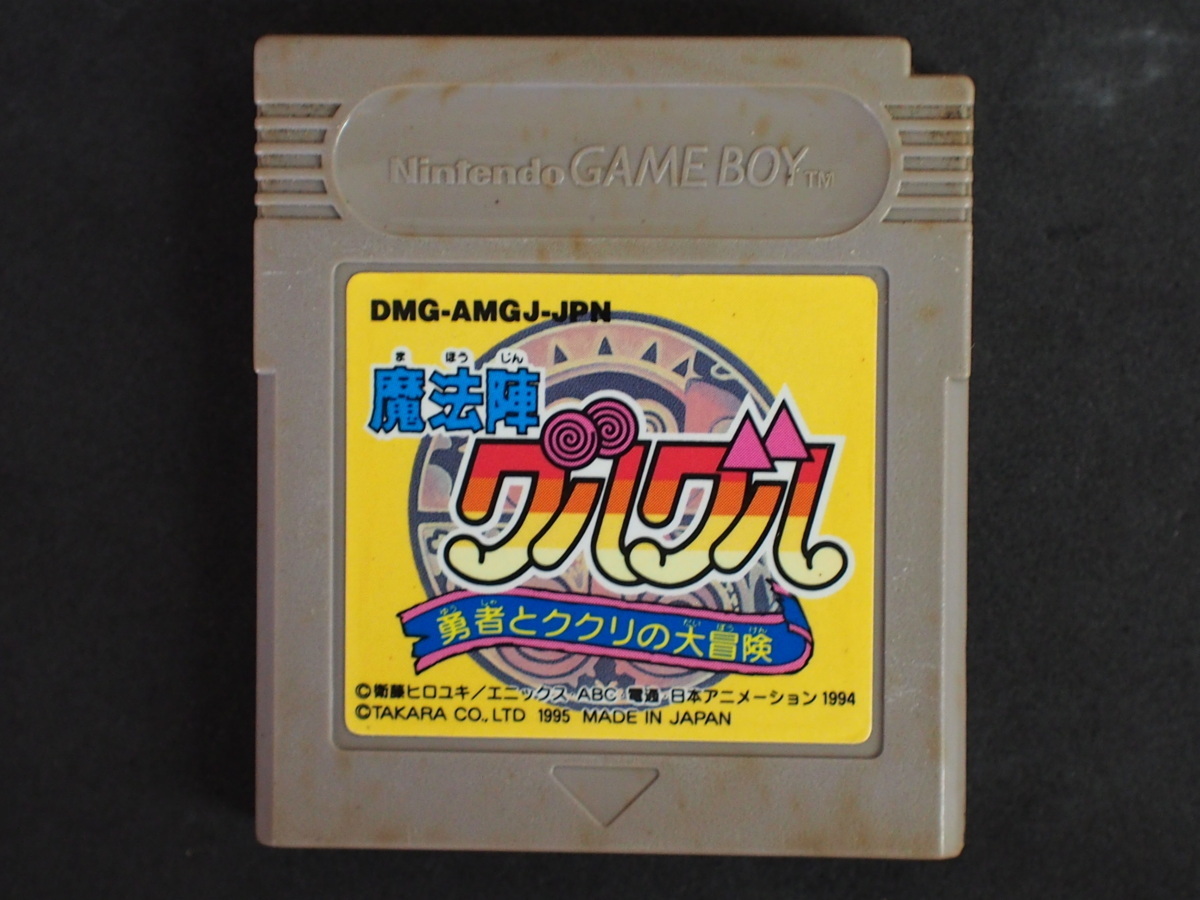 Nintendo GAME BOY TM
DMG-AMGJ-JPN
ま ほう じん
魔法陣
グルグル
ゆう しゃ だい ぼう けん
勇者とククリの大冒険
©衛藤ヒロユキ/エニックス・ABC・電通・日本アニメーション 1994
©TAKARA CO.,LTD 1995 MADE IN JAPAN